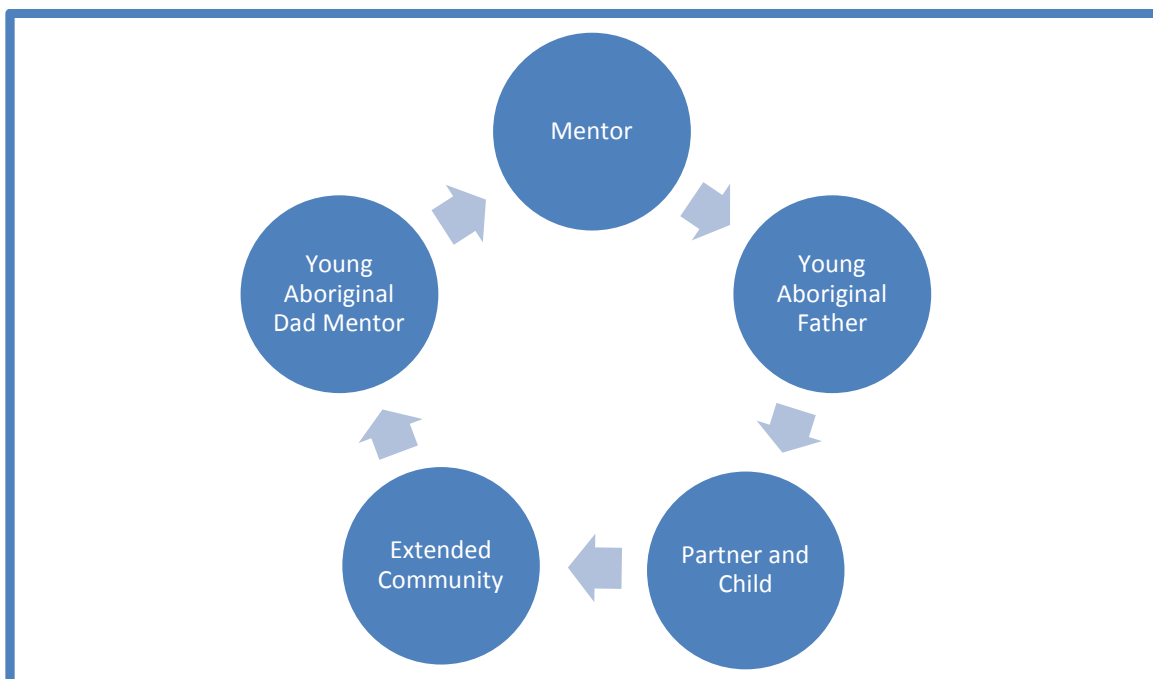 Mentor
Young
Aboriginal
Father
Partner and
Child
Extended
Community
Young
Aboriginal
Dad Mentor